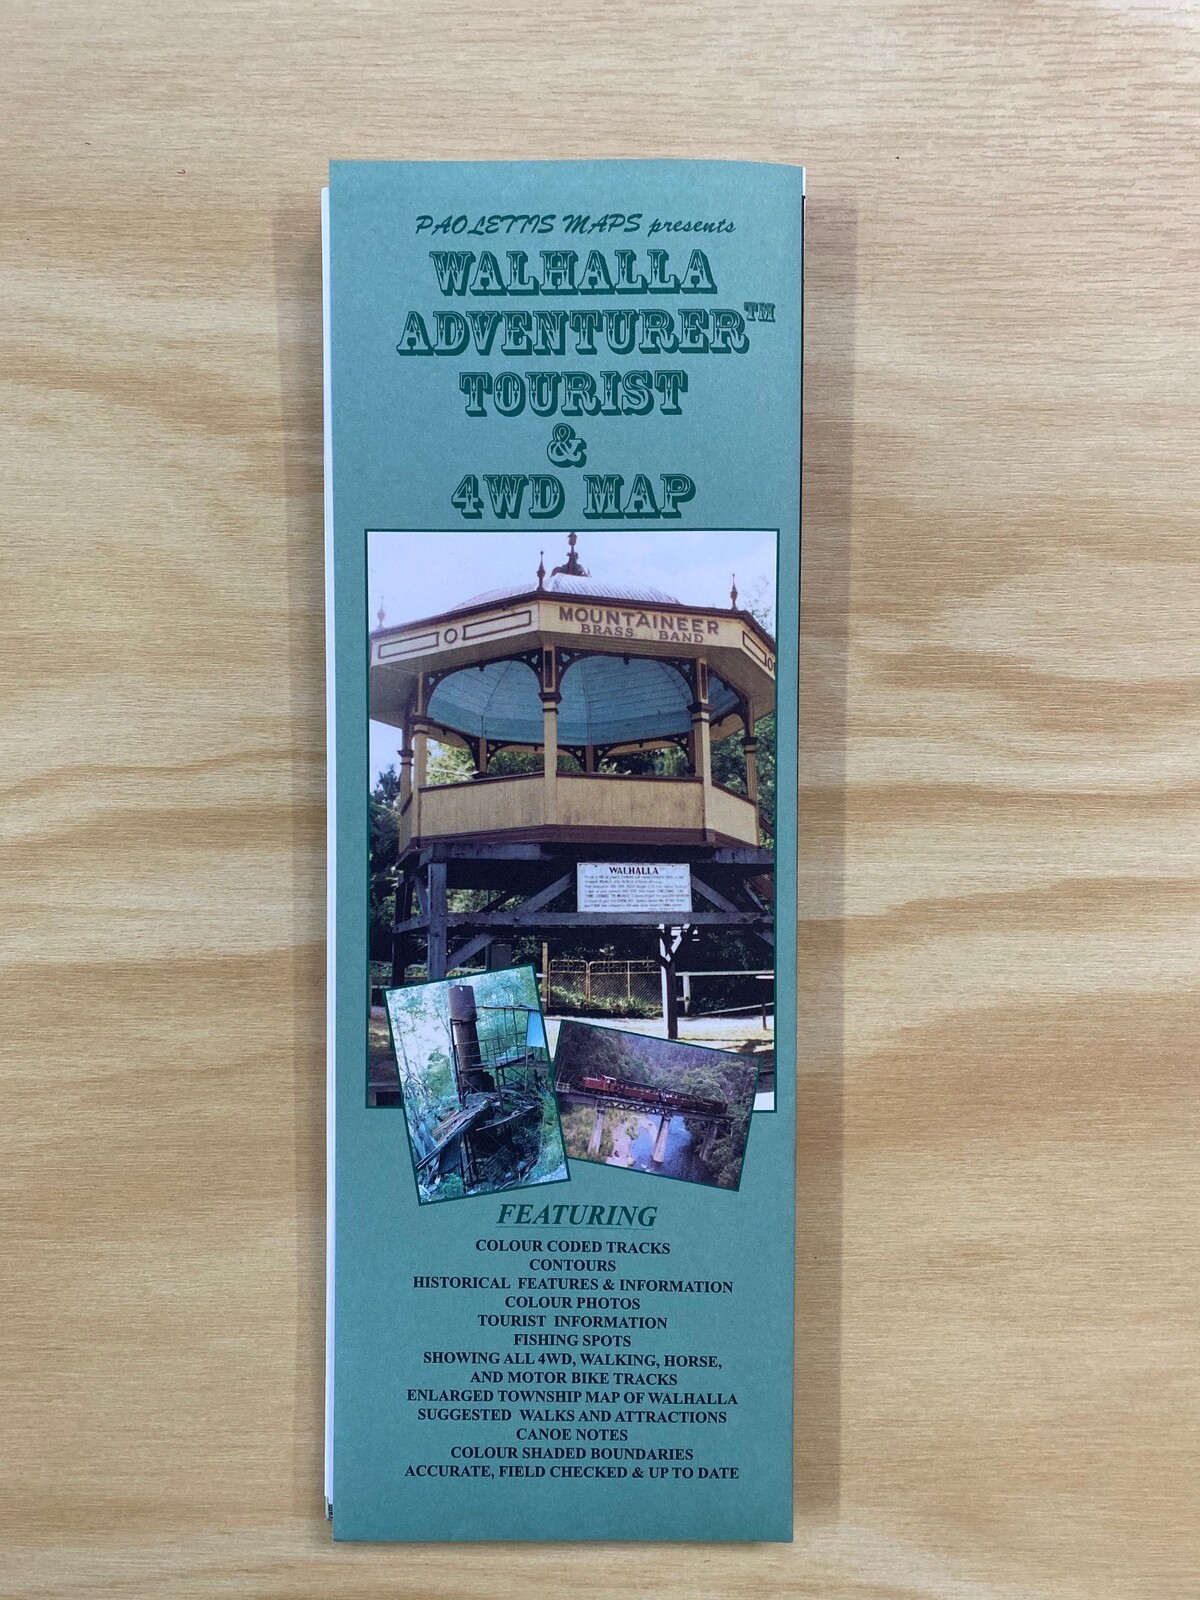 PAOLETTIS MAPS presents
WALHALLA
ADVENTURER™
TOURIST
&
4WD MAP
MOUNTAINEER
BRASS BAND
WALHALLA
FEATURING
COLOUR CODED TRACKS
CONTOURS
HISTORICAL FEATURES & INFORMATION
COLOUR PHOTOS
TOURIST INFORMATION
FISHING SPOTS
SHOWING ALL 4WD, WALKING, HORSE,
AND MOTOR BIKE TRACKS
ENLARGED TOWNSHIP MAP OF WALHALLA
SUGGESTED WALKS AND ATTRACTIONS
CANOE NOTES
COLOUR SHADED BOUNDARIES
ACCURATE, FIELD CHECKED & UP TO DATE